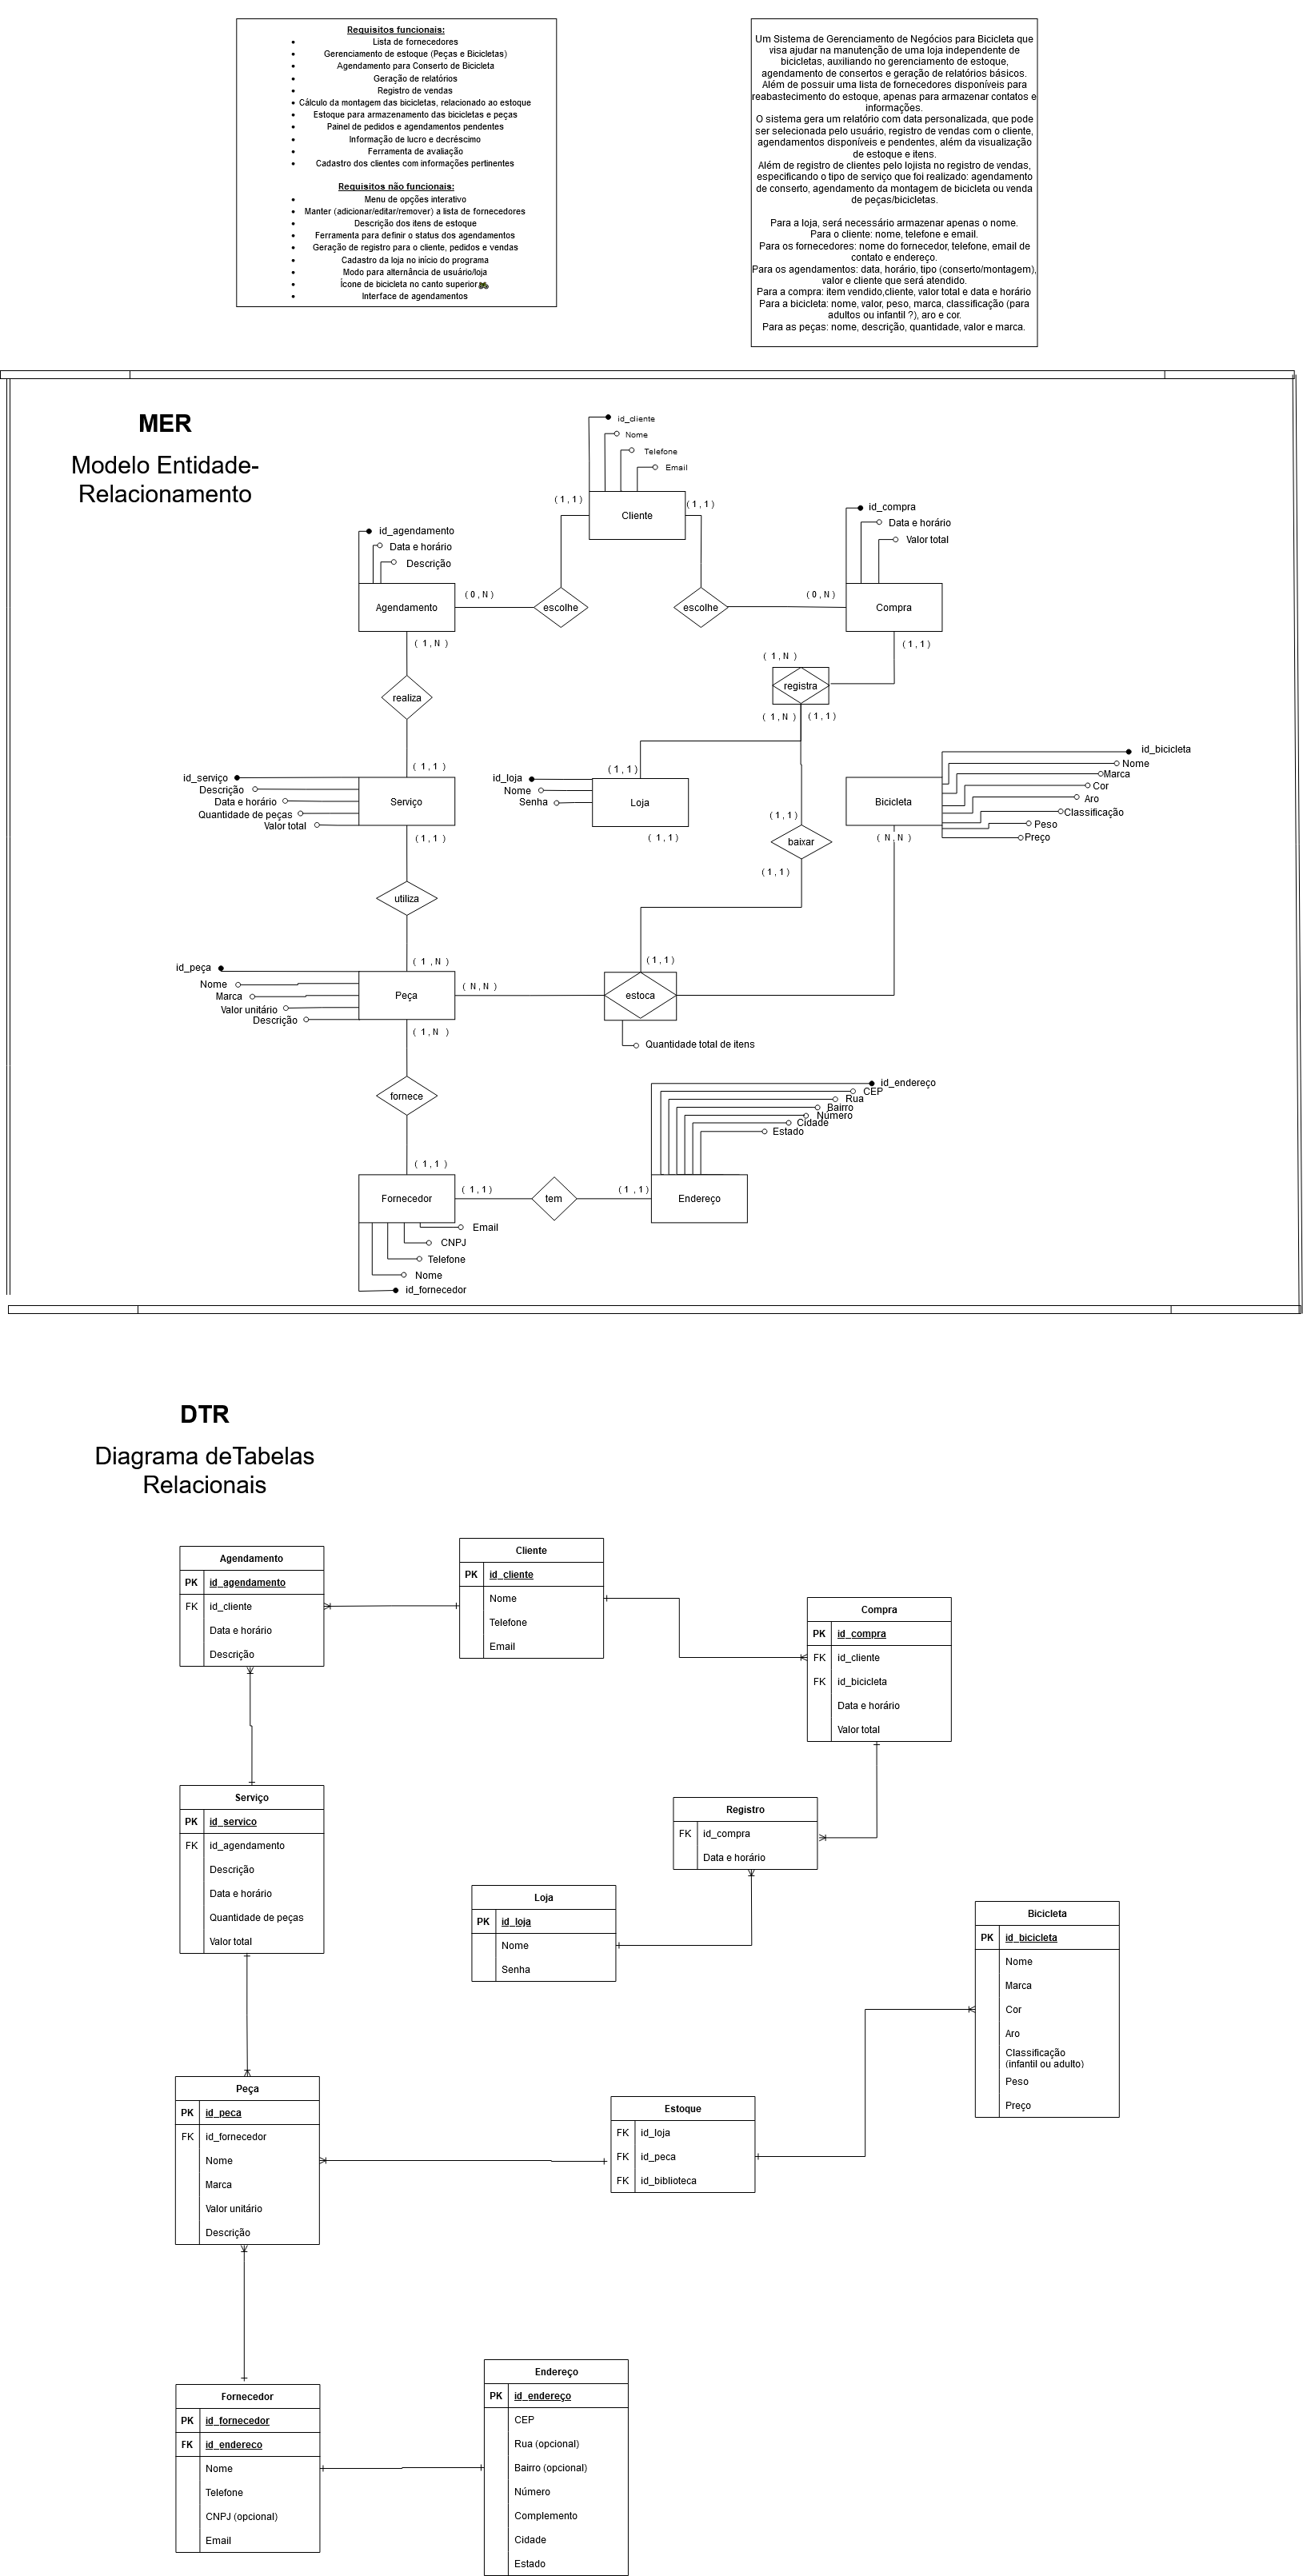 Requisitos funcionais:
Lista de fornecedores
Gerenciamento de estoque (Peças e Bicicletas)
Agendamento para Conserto de Bicicleta
Geração de relatórios
Registro de vendas
Cálculo da montagem das bicicletas, relacionado ao estoque
Estoque para armazenamento das bicicletas e peças
Painel de pedidos e agendamentos pendentes
Informação de lucro e decréscimo
Ferramenta de avaliação
Cadastro dos clientes com informações pertinentes
Requisitos não funcionais:
Menu de opções interativo
Manter (adicionar/editar/remover) a lista de fornecedores
Descrição dos itens de estoque
Ferramenta para definir o status dos agendamentos
Geração de registro para o cliente, pedidos e vendas
Cadastro da loja no início do programa
Modo para alternância de usuário/loja
Ícone de bicicleta no canto superior
Interface de agendamentos
Um Sistema de Gerenciamento de Negócios para Bicicleta que
visa ajudar na manutenção de uma loja independente de
bicicletas, auxiliando no gerenciamento de estoque,
agendamento de consertos e geração de relatórios básicos.
Além de possuir uma lista de fornecedores disponíveis para
reabastecimento do estoque, apenas para armazenar contatos e
informações.
O sistema gera um relatório com data personalizada, que pode
ser selecionada pelo usuário, registro de vendas com o cliente,
agendamentos disponíveis e pendentes, além da visualização
de estoque e itens.
Além de registro de clientes pelo lojista no registro de vendas,
especificando o tipo de serviço que foi realizado: agendamento
de conserto, agendamento da montagem de bicicleta ou venda
de peças/bicicletas.
Para a loja, será necessário armazenar apenas o nome.
Para o cliente: nome, telefone e email.
Para os fornecedores: nome do fornecedor, telefone, email de
contato e endereço.
Para os agendamentos: data, horário, tipo (conserto/montagem),
valor e cliente que será atendido.
Para a compra: item vendido,cliente, valor total e data e horário
Para a bicicleta: nome, valor, peso, marca, classificação (para
adultos ou infantil ?), aro e cor.
Para as peças: nome, descrição, quantidade, valor e marca.
MER
Modelo Entidade-
Relacionamento
id_cliente
Nome
Telefone
Email
( 1 , 1 )
Cliente
( 1 , 1 )
id_agendamento
Data e horário
Descrição
id_compra
Data e horário
Valor total
Agendamento
( 0 , N )
escolhe
escolhe
( 0 , N )
Compra
( 1 , N )
( 1 , 1 )
( 1 , N )
realiza
registra
( 1 , N )
( 1 , 1 )
( 1 , 1 )
( 1 , 1 )
id_bicicleta
Nome
Marca
Cor
Aro
Classificação
Peso
Preço
id_serviço
Descrição
Data e horário
Quantidade de peças
Valor total
Serviço
id_loja
Nome
Senha
Loja
Bicicleta
( 1 , 1 )
( 1 , 1 )
( 1 , 1 )
( N , N )
baixar
( 1 , 1 )
utiliza
( 1 , N )
( 1 , 1 )
id_peça
Nome
Marca
Valor unitário
Descrição
Peça
( N , N )
estoca
( 1 , N )
Quantidade total de itens
fornece
id_endereço
CEP
Rua
Bairro
Número
Cidade
Estado
( 1 , 1 )
Fornecedor
( 1 , 1 )
tem
( 1 , 1 )
Endereço
Email
CNPJ
Telefone
Nome
id_fornecedor
DTR
Diagrama deTabelas
Relacionais
Agendamento
PK id_agendamento
FK id_cliente
Data e horário
Descrição
Cliente
PK id_cliente
Nome
Telefone
Email
Compra
PK id_compra
FK id_cliente
FK id_bicicleta
Data e horário
Valor total
Serviço
PK id_servico
FK id_agendamento
Descrição
Data e horário
Quantidade de peças
Valor total
Registro
FK id_compra
Data e horário
Loja
PK id_loja
Nome
Senha
Bicicleta
PK id_bicicleta
Nome
Marca
Cor
Aro
Classificação
(infantil ou adulto)
Peso
Preço
Peça
PK id_peca
FK id_fornecedor
Nome
Marca
Valor unitário
Descrição
Estoque
FK id_loja
FK id_peca
FK id_biblioteca
Fornecedor
PK id_fornecedor
FK id_endereco
Nome
Telefone
CNPJ (opcional)
Email
Endereço
PK id_endereço
CEP
Rua (opcional)
Bairro (opcional)
Número
Complemento
Cidade
Estado